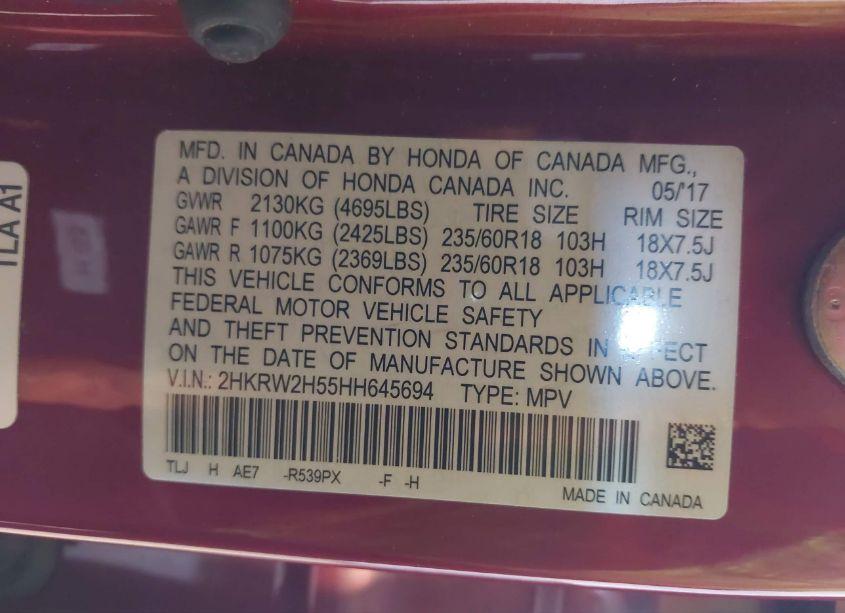 TLA A1
MFD. IN CANADA BY HONDA OF CANADA MFG.,
A DIVISION OF HONDA CANADA INC. 05/'17
GVWR 2130KG (4695LBS) TIRE SIZE RIM SIZE
GAWR F 1100KG (2425LBS) 235/60R18 103H 18X7.5J
GAWR R 1075KG (2369LBS) 235/60R18 103H 18X7.5J
THIS VEHICLE CONFORMS TO ALL APPLICABLE
FEDERAL MOTOR VEHICLE SAFETY
AND THEFT PREVENTION STANDARDS IN EFFECT
ON THE DATE OF MANUFACTURE SHOWN ABOVE.
V.I.N.: 2HKRW2H55HH645694 TYPE: MPV
TLJ H AE7 -R539PX -F -H
MADE IN CANADA